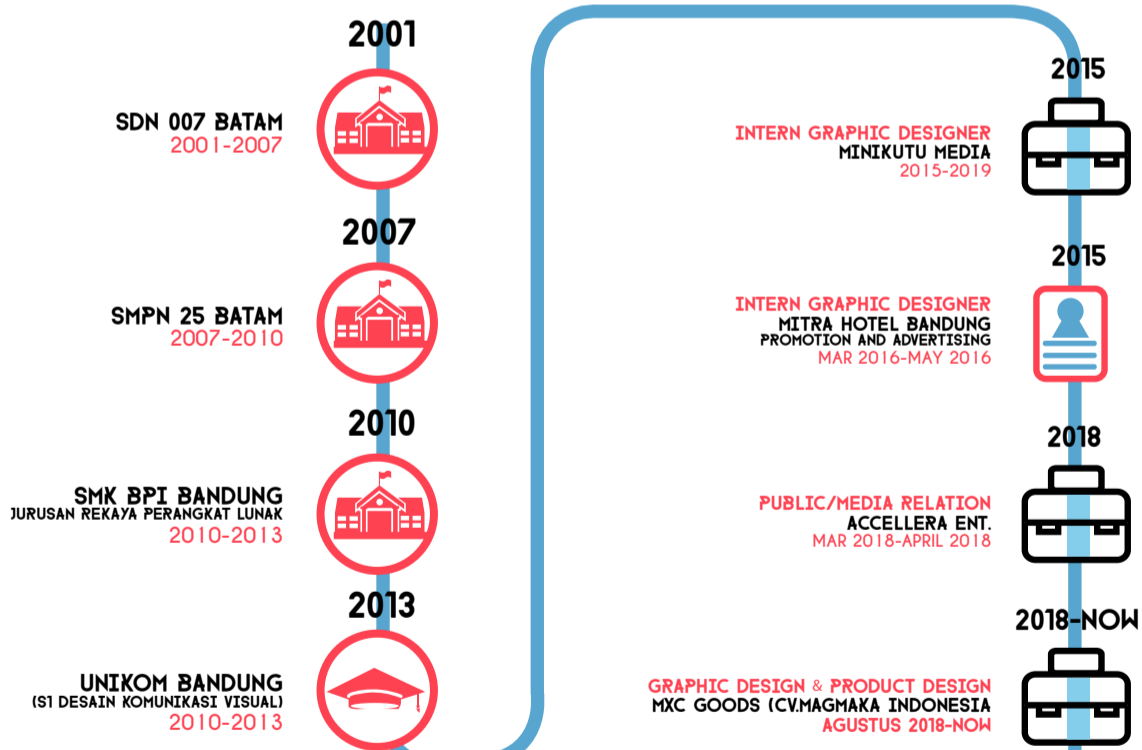 2001
SDN 007 BATAM
2001-2007
2007
SMPN 25 BATAM
2007-2010
2010
SMK BPI BANDUNG
JURUSAN REKAYA PERANGKAT LUNAK
2010-2013
2013
UNIKOM BANDUNG
(S1 DESAIN KOMUNIKASI VISUAL)
2010-2013
2015
INTERN GRAPHIC DESIGNER
MINIKUTU MEDIA
2015-2019
2015
INTERN GRAPHIC DESIGNER
MITRA HOTEL BANDUNG
PROMOTION AND ADVERTISING
MAR 2016-MAY 2016
2018
PUBLIC/MEDIA RELATION
ACCELLERA ENT.
MAR 2018-APRIL 2018
2018-NOW
GRAPHIC DESIGN & PRODUCT DESIGN
MXC GOODS (CV.MAGMAKA INDONESIA
AGUSTUS 2018-NOW